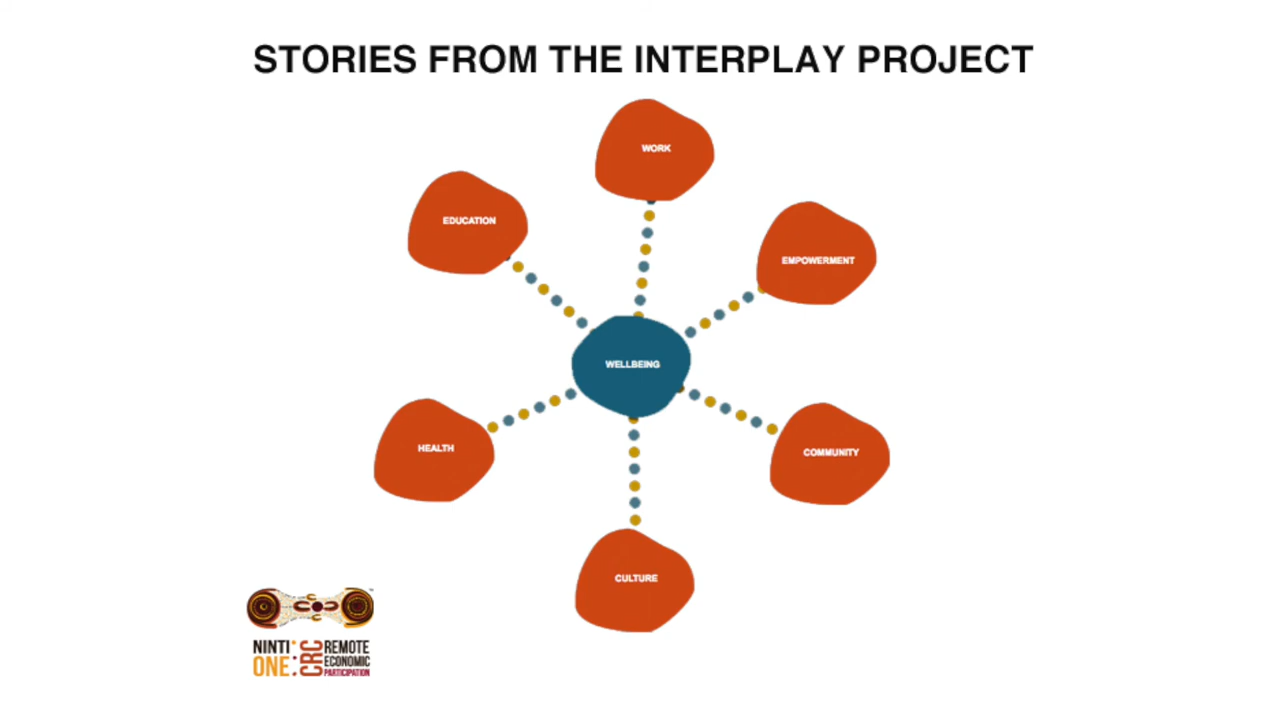 STORIES FROM THE INTERPLAY PROJECT
WORK
EDUCATION
EMPOWERMENT
WELLBEING
HEALTH
COMMUNITY
CULTURE
NINTI
ONE
CRC
REMOTE
ECONOMIC
PARTICIPATION